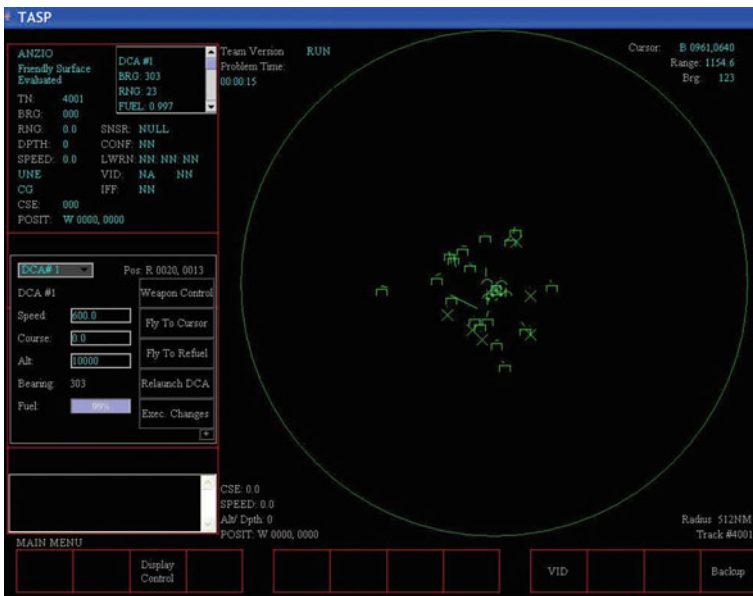 TASP
ANZIO
Friendly Surface
Evaluated
DCA #1
BRG: 303
RNG: 23
FUEL: 0.997
TN: 4001
BRG: 000
RNG: 0.0 SNSR: NULL
DPTH: 0 CONF: NN
SPEED: 0.0 LWRN: NN: NN: NN
UNE VID: NA NN
CG IFF: NN
CSE: 000
POSIT: W 0000, 0000
Team Version RUN
Problem Time:
00:00:15
Cursor: B 0961,0640
Range: 1154.6
Brg: 123
DCA# 1 Pos: R 0020, 0013
DCA #1 Weapon Control
Speed: 600.0
Fly To Cursor
Course: 0.0
Alt: 10000 Fly To Refuel
Bearing: 303 Relaunch DCA
Fuel: 99% Exec. Changes
+
CSE: 0.0
SPEED: 0.0
Alt/ Dpth: 0
POSIT: W 0000, 0000
Radius 512NM
Track #4001
MAIN MENU
Display
Control
VID
Backup